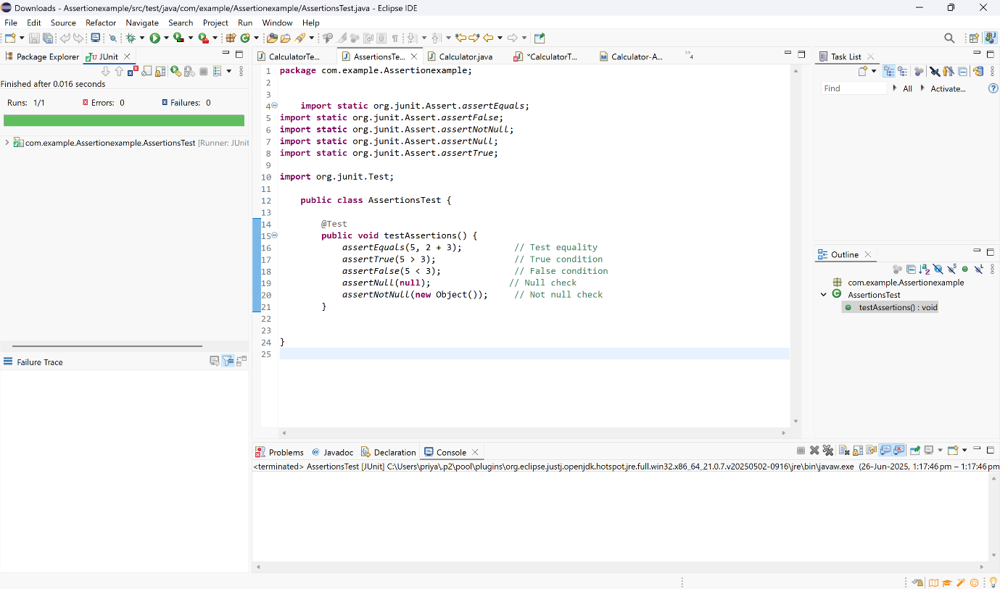 Downloads - Assertionexample/src/test/java/com/example/Assertionexample/AssertionsTest.java - Eclipse IDE
File Edit Source Refactor Navigate Search Project Run Window Help
Package Explorer JUnit
Finished after 0.016 seconds
Runs: 1/1 Errors: 0 Failures: 0
com.example.Assertionexample.AssertionsTest [Runner: JUnit
Failure Trace
CalculatorTe... AssertionsTe... Calculator.java *CalculatorT... Calculator-A... »4
1 package com.example.Assertionexample;
2
3
4 import static org.junit.Assert.assertEquals;
5 import static org.junit.Assert.assertFalse;
6 import static org.junit.Assert.assertNotNull;
7 import static org.junit.Assert.assertNull;
8 import static org.junit.Assert.assertTrue;
9
10 import org.junit.Test;
11
12 public class AssertionsTest {
13
14 @Test
15 public void testAssertions() {
16 assertEquals(5, 2 + 3); // Test equality
17 assertTrue(5 > 3); // True condition
18 assertFalse(5 < 3); // False condition
19 assertNull(null); // Null check
20 assertNotNull(new Object()); // Not null check
21 }
22
23
24 }
25
Task List
Find All Activate...
Outline
com.example.Assertionexample
AssertionsTest
testAssertions() : void
Problems @ Javadoc Declaration Console
<terminated> AssertionsTest [JUnit] C:\Users\priya\.p2\pool\plugins\org.eclipse.justj.openjdk.hotspot.jre.full.win32.x86_64_21.0.7.v20250502-0916\jre\bin\javaw.exe (26-Jun-2025, 1:17:46 pm – 1:17:46 pm